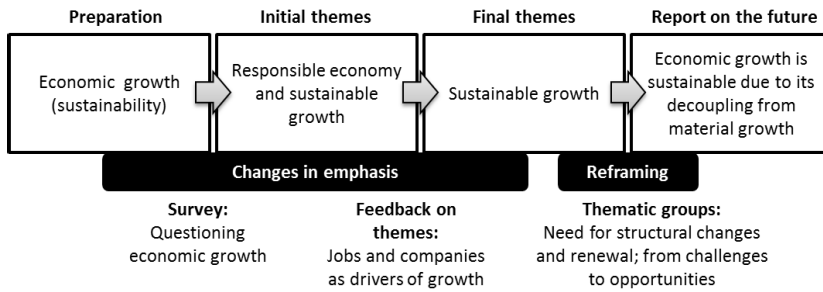 Preparation
Initial themes
Final themes
Report on the future
Economic growth
(sustainability)
Responsible economy
and sustainable
growth
Sustainable growth
Economic growth is
sustainable due to its
decoupling from
material growth
Changes in emphasis
Reframing
Survey:
Questioning
economic growth
Feedback on
themes:
Jobs and companies
as drivers of growth
Thematic groups:
Need for structural changes
and renewal; from challenges
to opportunities